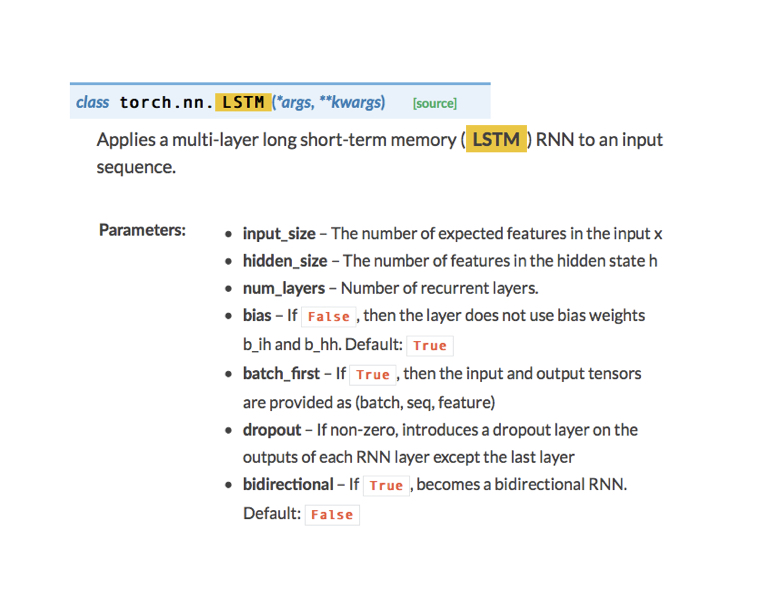 class torch.nn.LSTM(*args, **kwargs) [source]
Applies a multi-layer long short-term memory (LSTM) RNN to an input
sequence.
Parameters:
• input_size – The number of expected features in the input x
• hidden_size – The number of features in the hidden state h
• num_layers – Number of recurrent layers.
• bias – If False, then the layer does not use bias weights
b_ih and b_hh. Default: True
• batch_first – If True, then the input and output tensors
are provided as (batch, seq, feature)
• dropout – If non-zero, introduces a dropout layer on the
outputs of each RNN layer except the last layer
• bidirectional – If True, becomes a bidirectional RNN.
Default: False